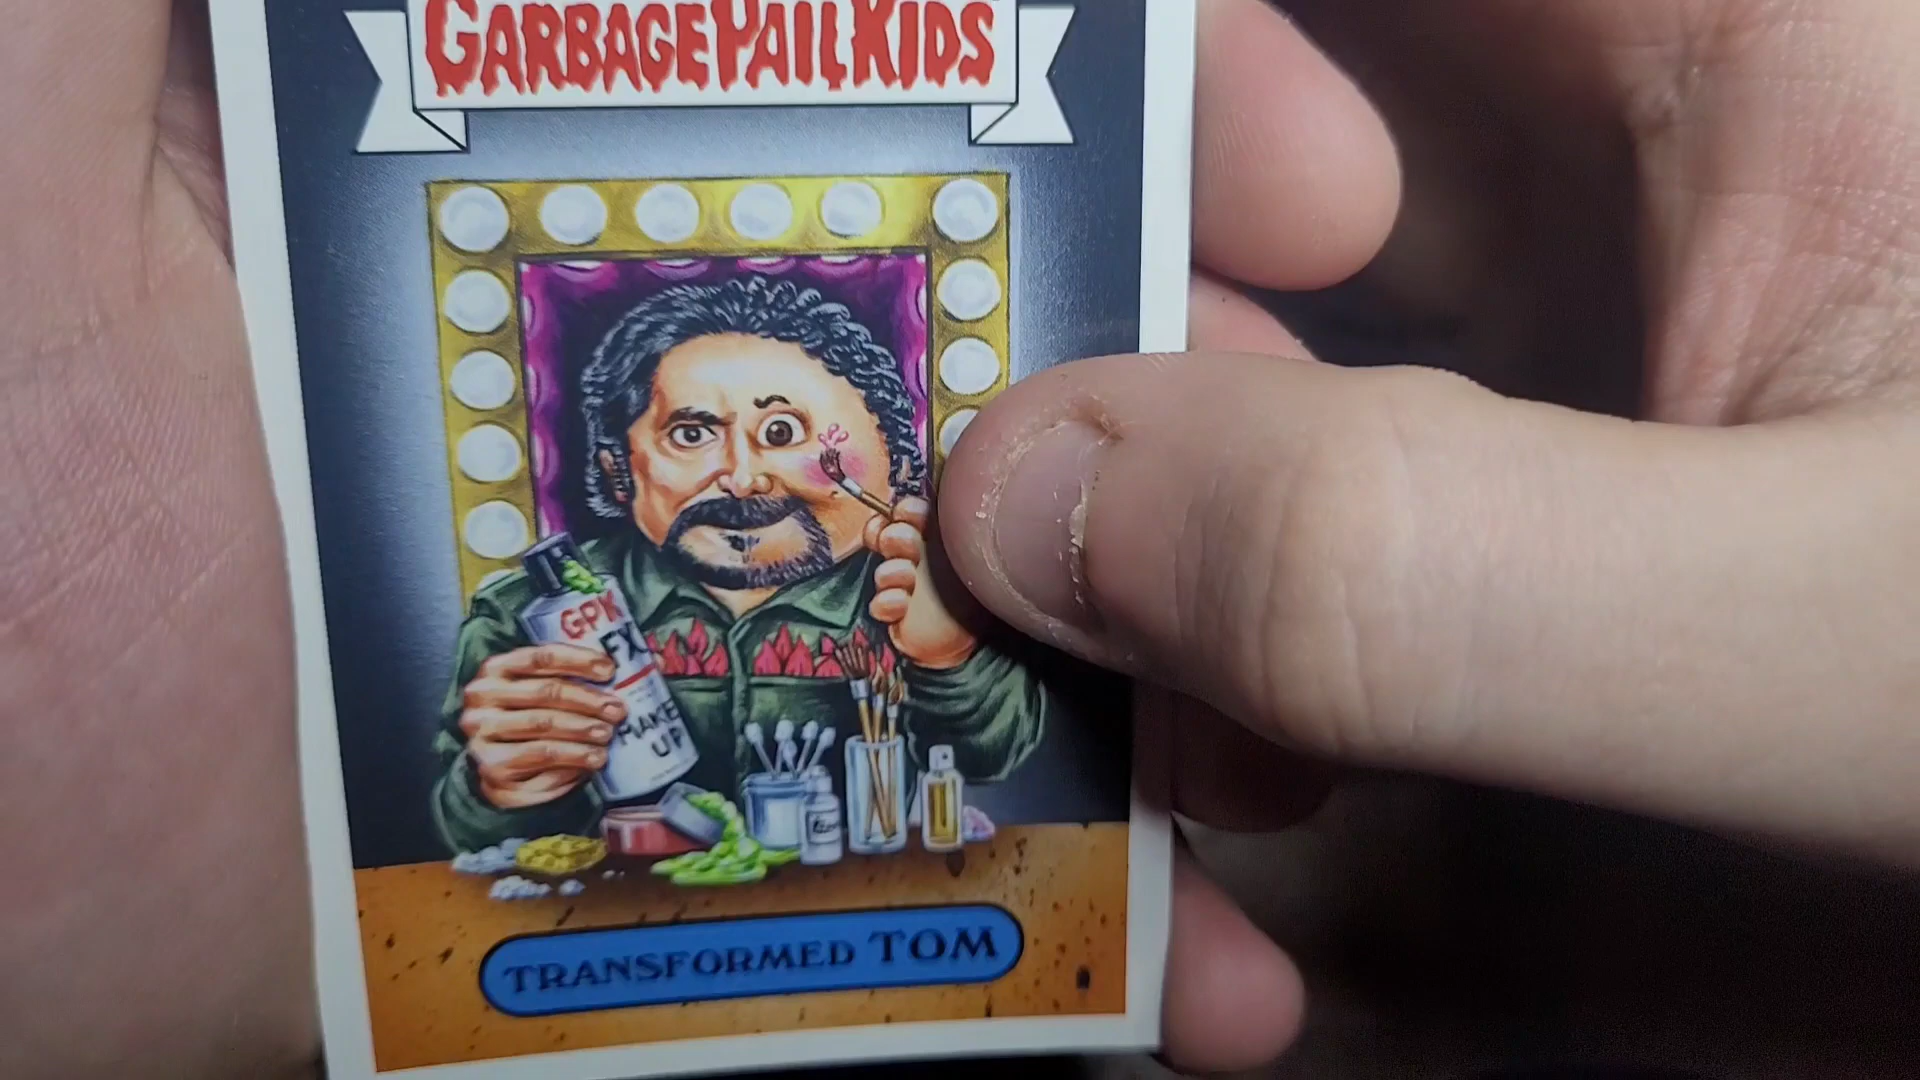 GARBAGE PAIL KIDS
GPK
FX
MAKE
UP
TRANSFORMED TOM